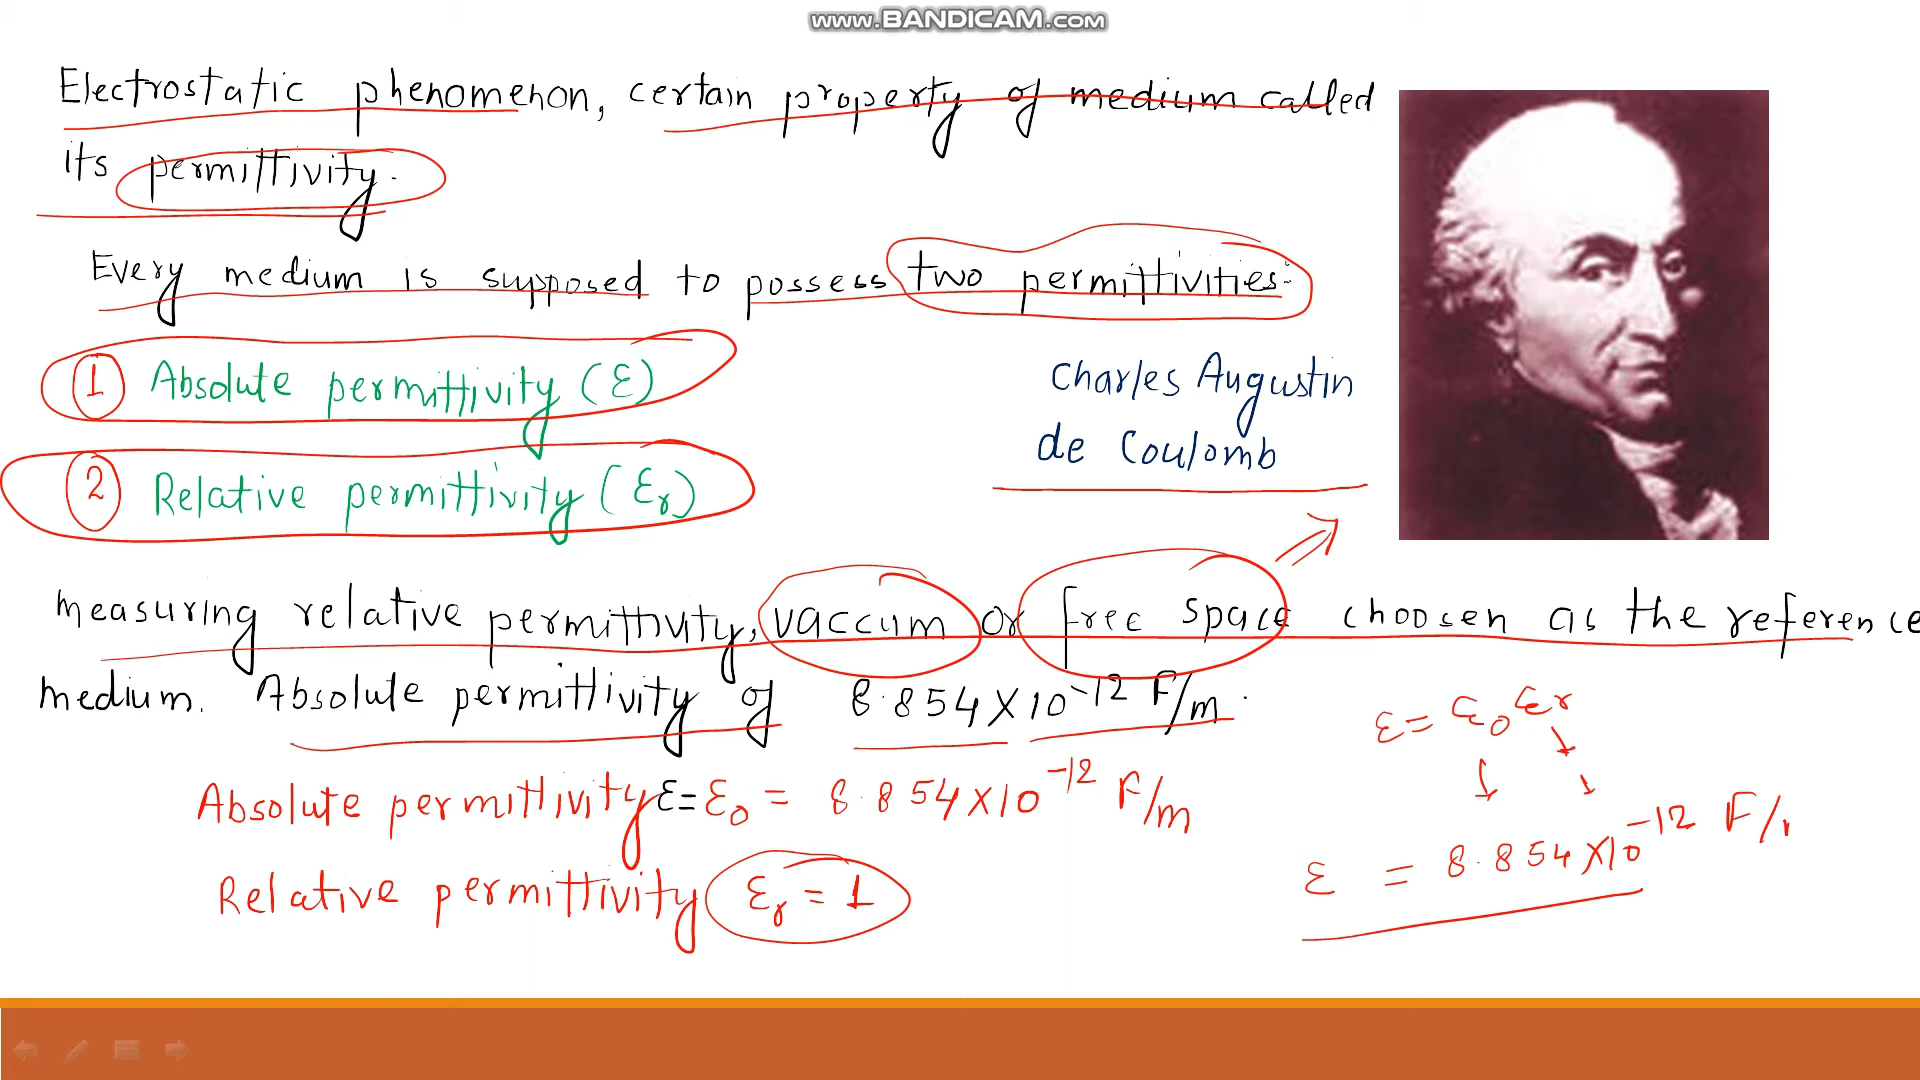 www.BANDICAM.com
Electrostatic phenomenon, certain property of medium called
its permittivity.
Every medium is supposed to possess two permittivities:
1 Absolute permittivity (ε)
2 Relative permittivity (εr)
Charles Augustin
de Coulomb
measuring relative permittivity, vaccum or free space choosen as the reference
medium. Absolute permittivity of 8.854×10⁻¹² F/m.
ε = ε₀ εr
Absolute permittivity ε = ε₀ = 8.854×10⁻¹² F/m
ε = 8.854×10⁻¹² F/
Relative permittivity εr = 1